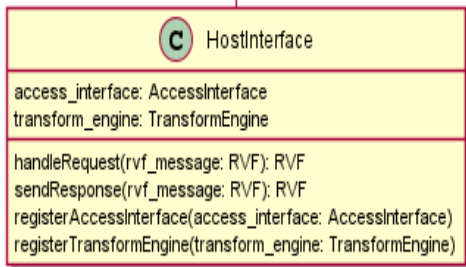 C HostInterface
access_interface: AccessInterface
transform_engine: TransformEngine
handleRequest(rvf_message: RVF): RVF
sendResponse(rvf_message: RVF): RVF
registerAccessInterface(access_interface: AccessInterface)
registerTransformEngine(transform_engine: TransformEngine)